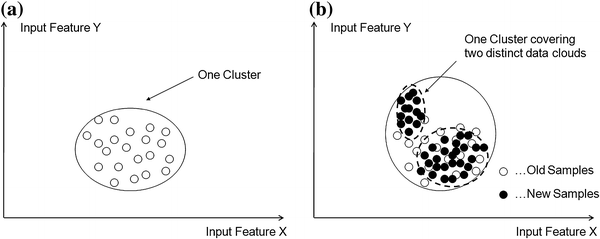 (a)
Input Feature Y
One Cluster
Input Feature X
(b)
Input Feature Y
One Cluster covering
two distinct data clouds
...Old Samples
...New Samples
Input Feature X